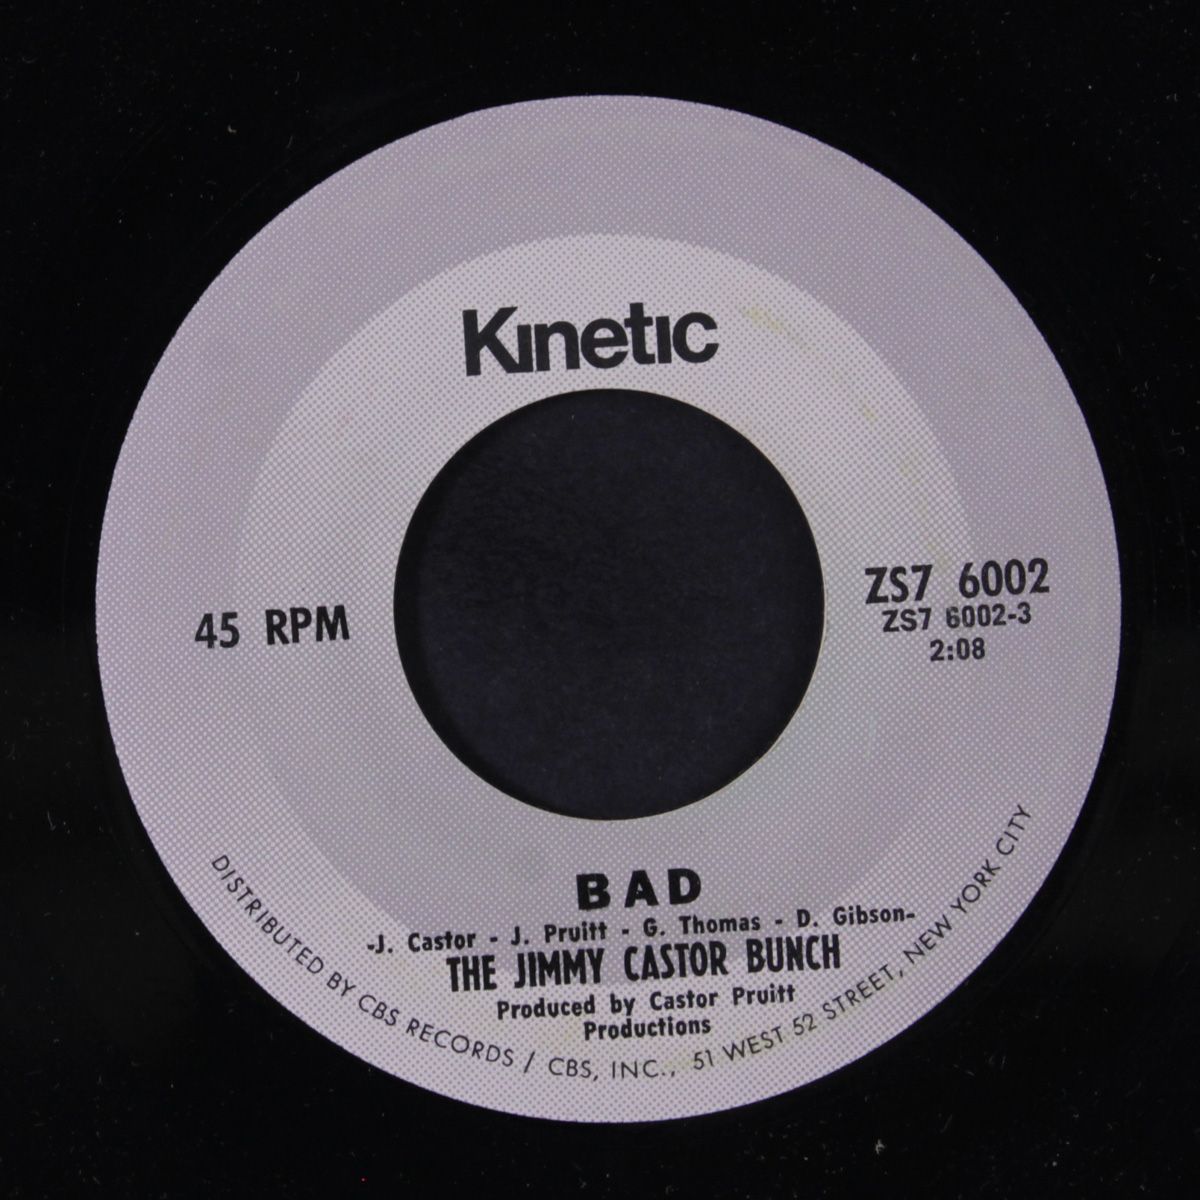 Kinetic
45 RPM
ZS7 6002
ZS7 6002-3
2:08
BAD
-J. Castor - J. Pruitt - G. Thomas - D. Gibson-
THE JIMMY CASTOR BUNCH
Produced by Castor Pruitt
Productions
DISTRIBUTED BY CBS RECORDS / CBS, INC., 51 WEST 52 STREET, NEW YORK CITY